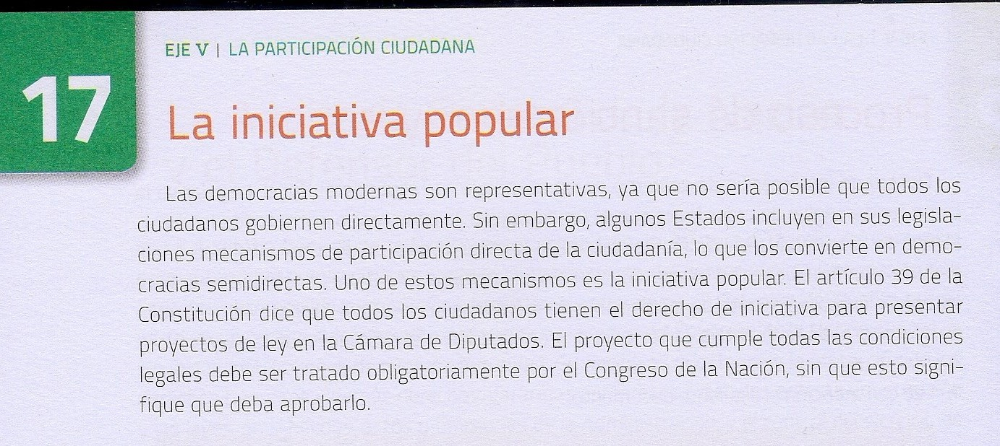 17
EJE V | LA PARTICIPACIÓN CIUDADANA
La iniciativa popular
Las democracias modernas son representativas, ya que no sería posible que todos los
ciudadanos gobiernen directamente. Sin embargo, algunos Estados incluyen en sus legisla-
ciones mecanismos de participación directa de la ciudadanía, lo que los convierte en demo-
cracias semidirectas. Uno de estos mecanismos es la iniciativa popular. El artículo 39 de la
Constitución dice que todos los ciudadanos tienen el derecho de iniciativa para presentar
proyectos de ley en la Cámara de Diputados. El proyecto que cumple todas las condiciones
legales debe ser tratado obligatoriamente por el Congreso de la Nación, sin que esto signi-
fique que deba aprobarlo.